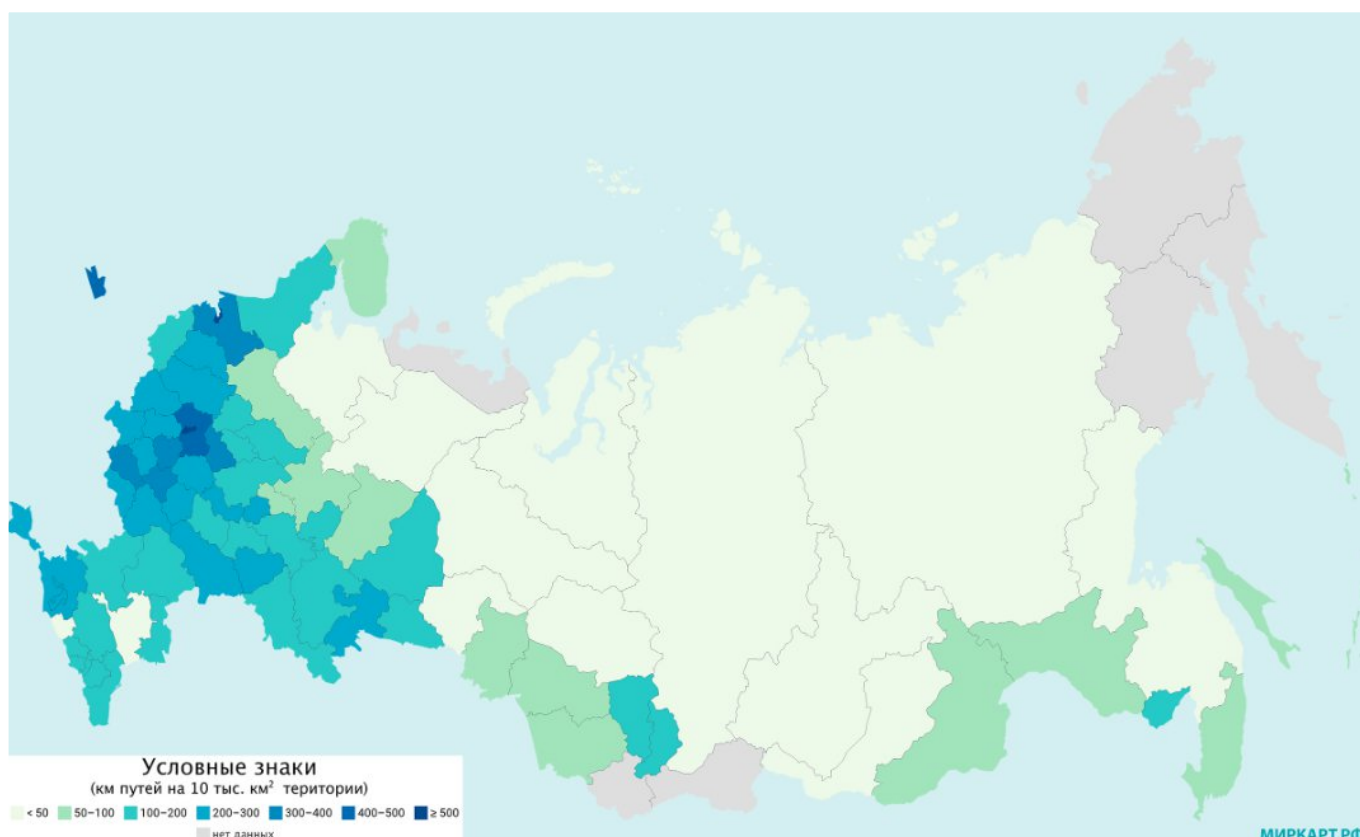 Условные знаки
(км путей на 10 тыс. км² територии)
< 50 50–100 100–200 200–300 300–400 400–500 ≥ 500
нет данных
МИРКАРТ.РФ